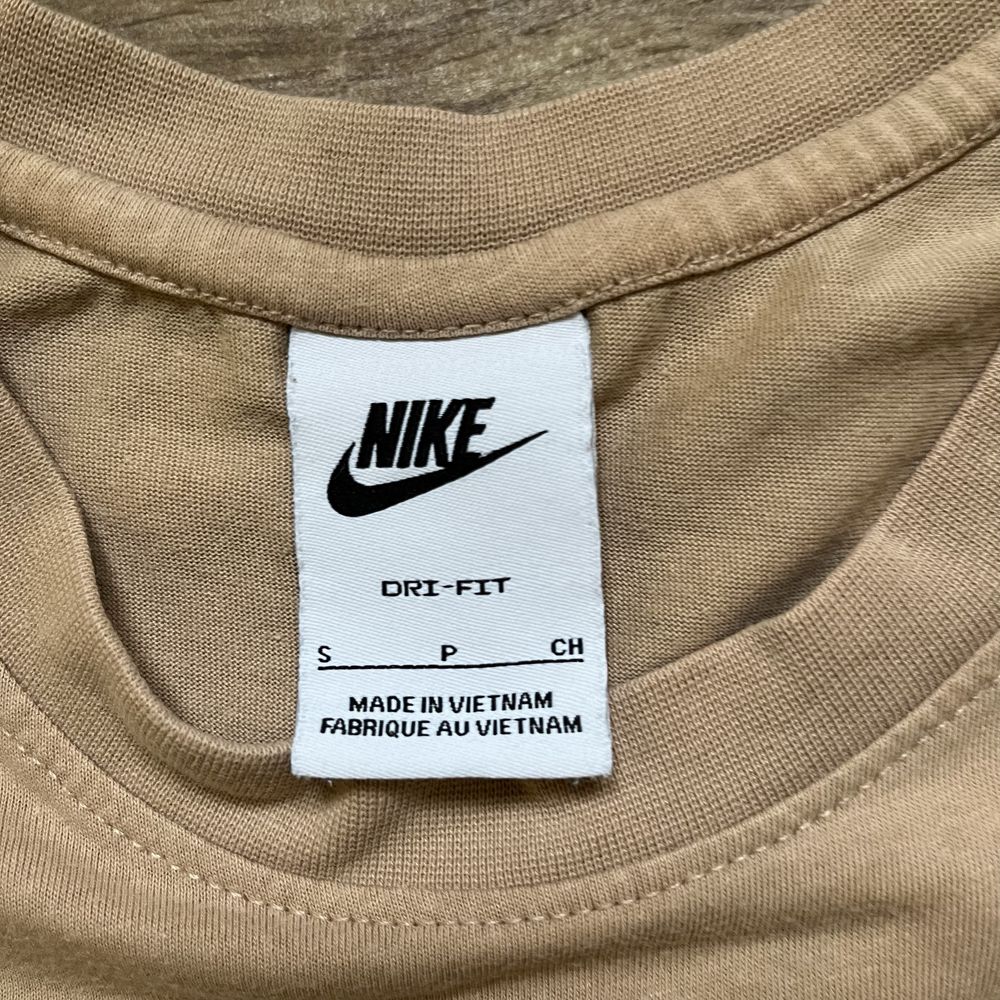 NIKE
DRI-FIT
S P CH
MADE IN VIETNAM
FABRIQUE AU VIETNAM